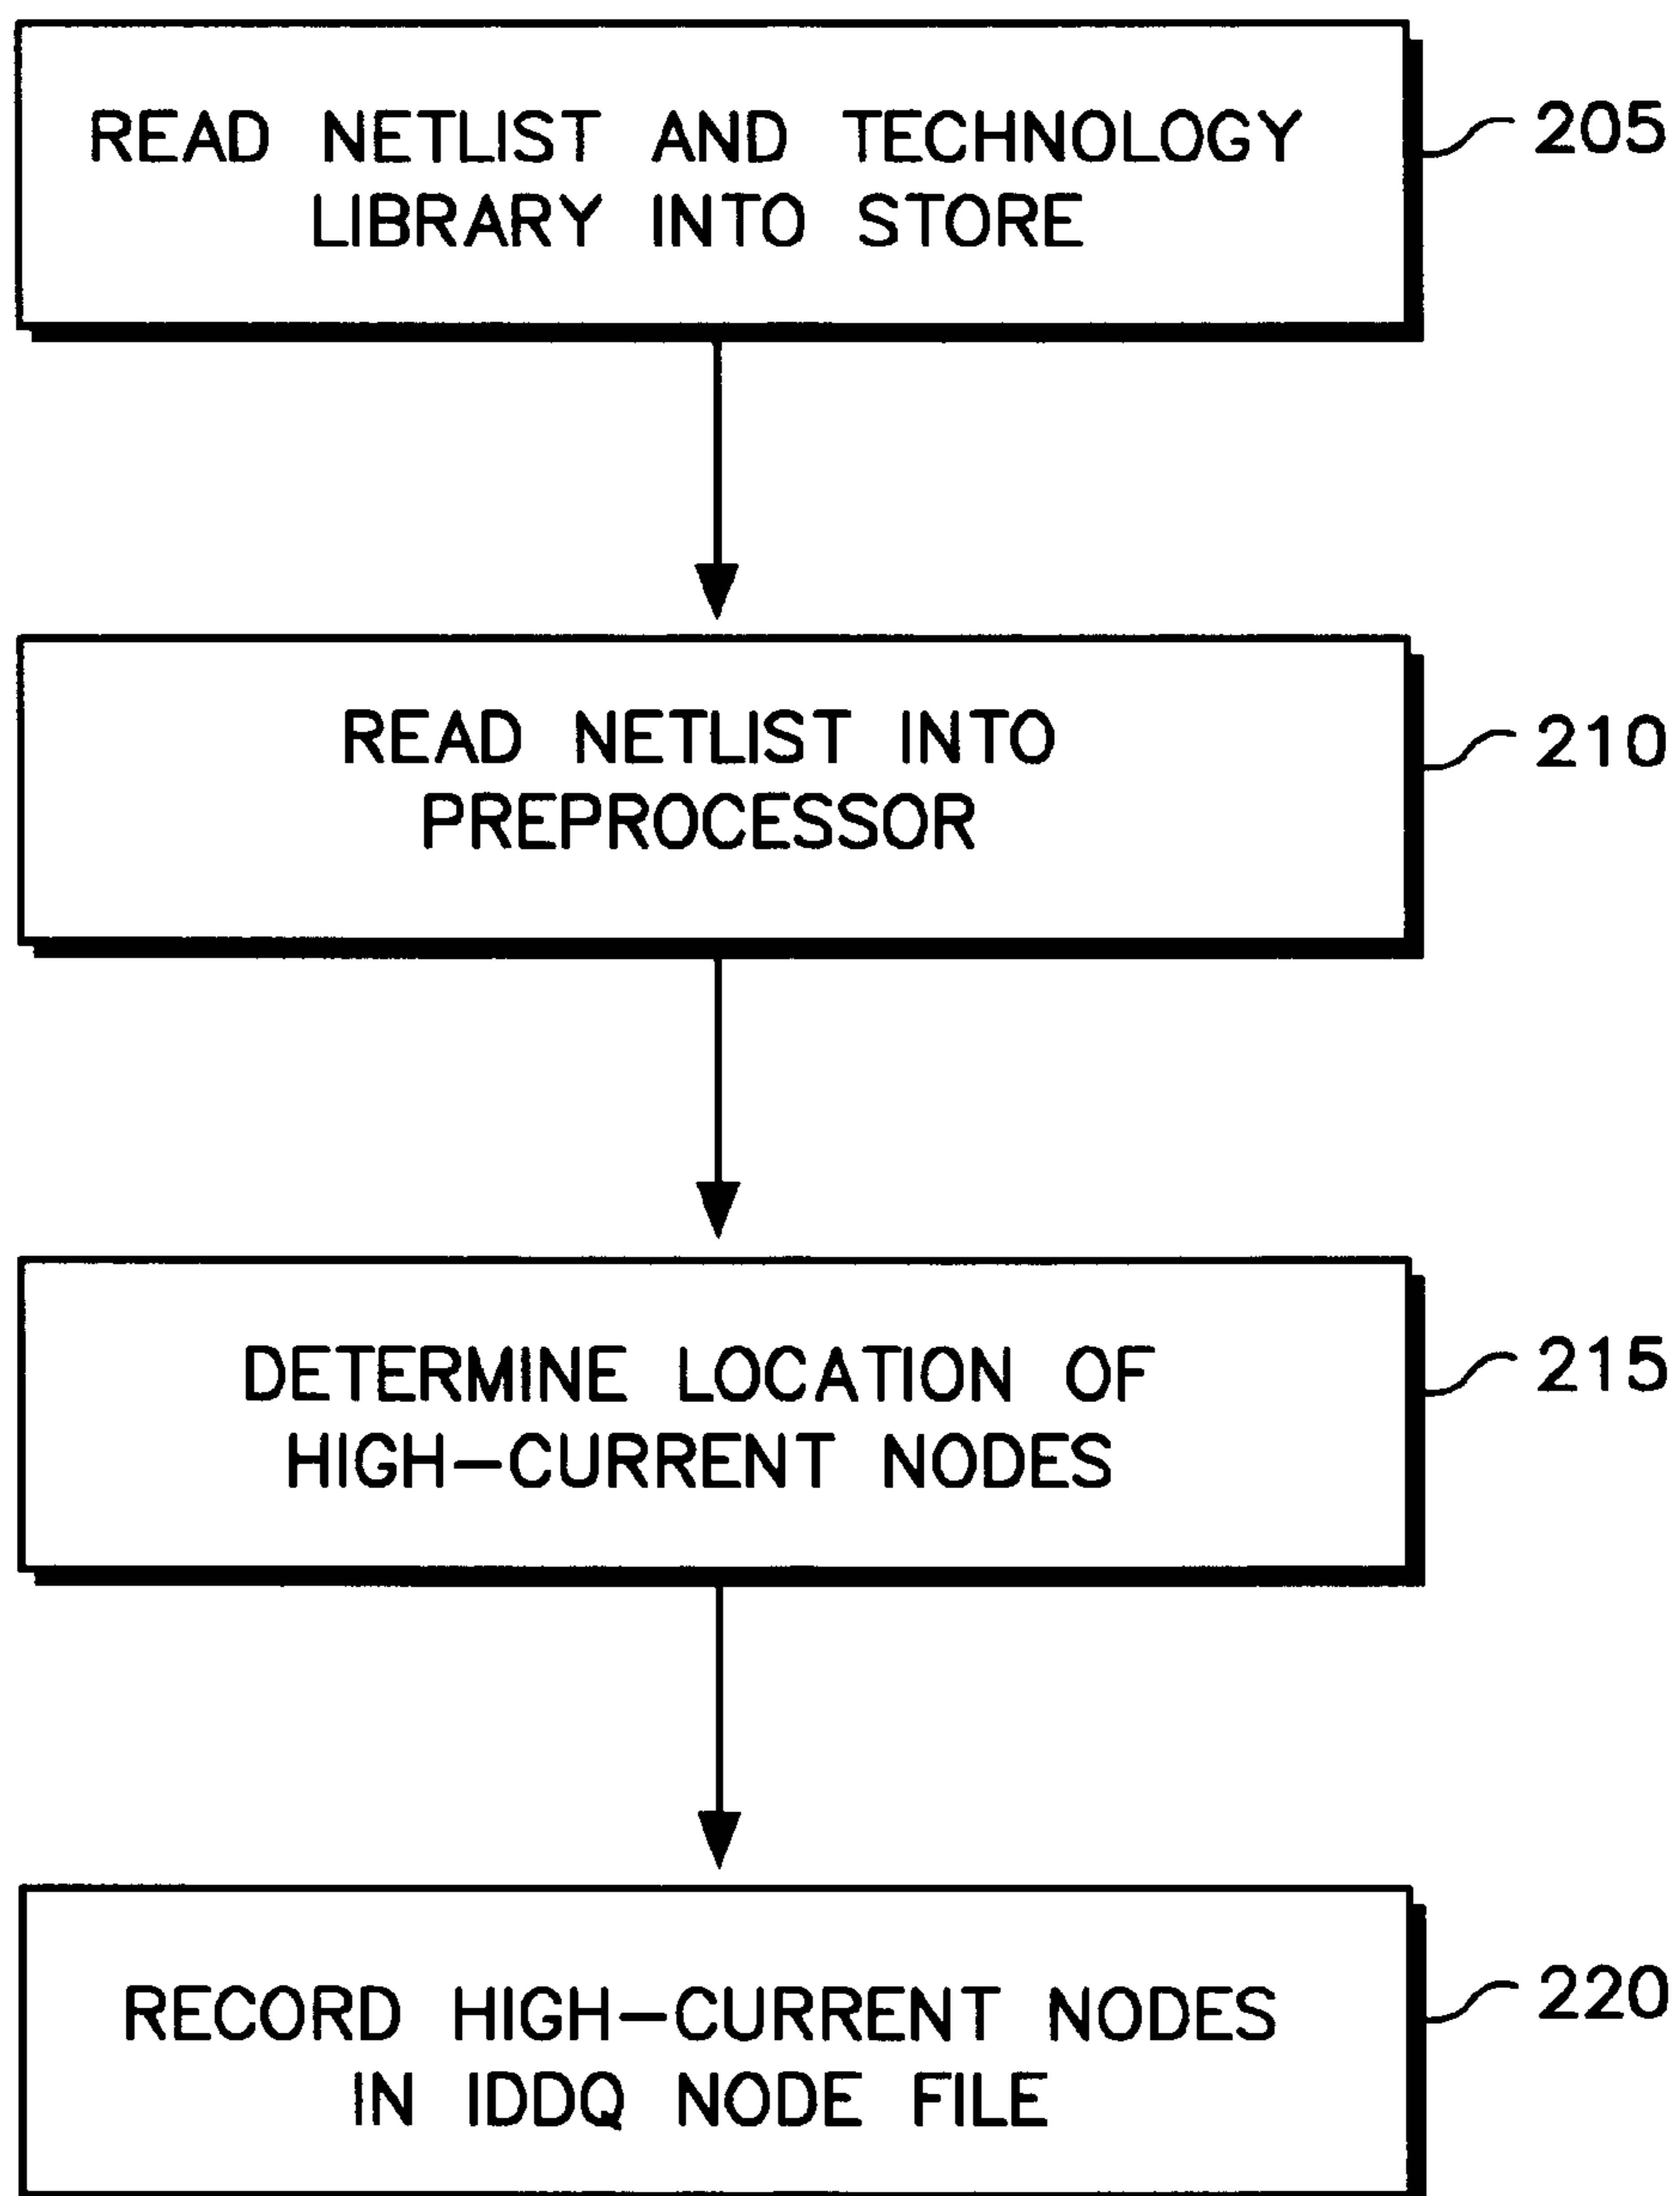 READ NETLIST AND TECHNOLOGY
LIBRARY INTO STORE
205
READ NETLIST INTO
PREPROCESSOR
210
DETERMINE LOCATION OF
HIGH-CURRENT NODES
215
RECORD HIGH-CURRENT NODES
IN IDDQ NODE FILE
220